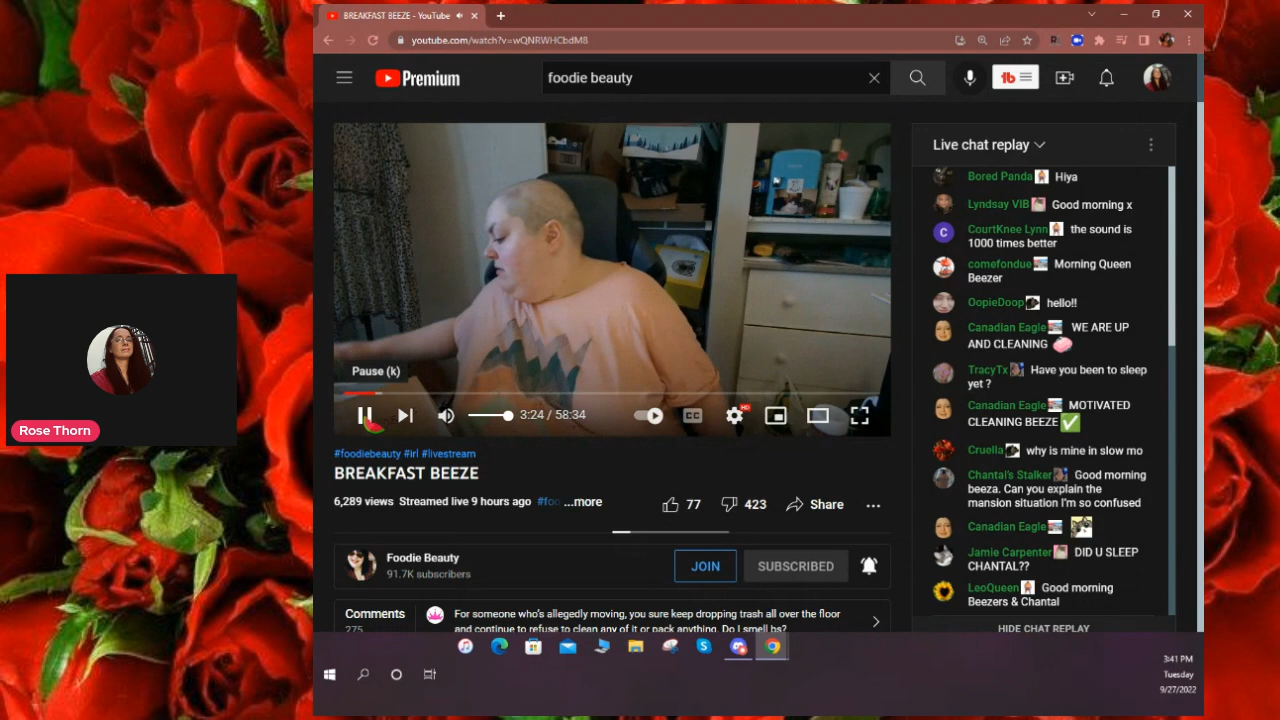 BREAKFAST BEEZE - YouTube
youtube.com/watch?v=wQNRWHCbdM8
Premium
foodie beauty
Live chat replay
Bored Panda Hiya
Lyndsay VIB Good morning x
C CourtKnee Lynn the sound is
1000 times better
comefondue Morning Queen
Beezer
OopieDoop hello!!
Canadian Eagle WE ARE UP
AND CLEANING
TracyTx Have you been to sleep
yet ?
Canadian Eagle MOTIVATED
CLEANING BEEZE
Cruella why is mine in slow mo
Chantal's Stalker Good morning
beeza. Can you explain the
mansion situation I'm so confused
Canadian Eagle
Jamie Carpenter DID U SLEEP
CHANTAL??
LeoQueen Good morning
Beezers & Chantal
HIDE CHAT REPLAY
Pause (k)
3:24 / 58:34
CC
HD
#foodiebeauty #irl #livestream
BREAKFAST BEEZE
6,289 views Streamed live 9 hours ago #foo ...more
77
423
Share
Foodie Beauty
91.7K subscribers
JOIN
SUBSCRIBED
Comments
275
For someone who's allegedly moving, you sure keep dropping trash all over the floor
and continue to refuse to clean any of it or pack anything. Do I smell ba?
Rose Thorn
3:41 PM
Tuesday
9/27/2022